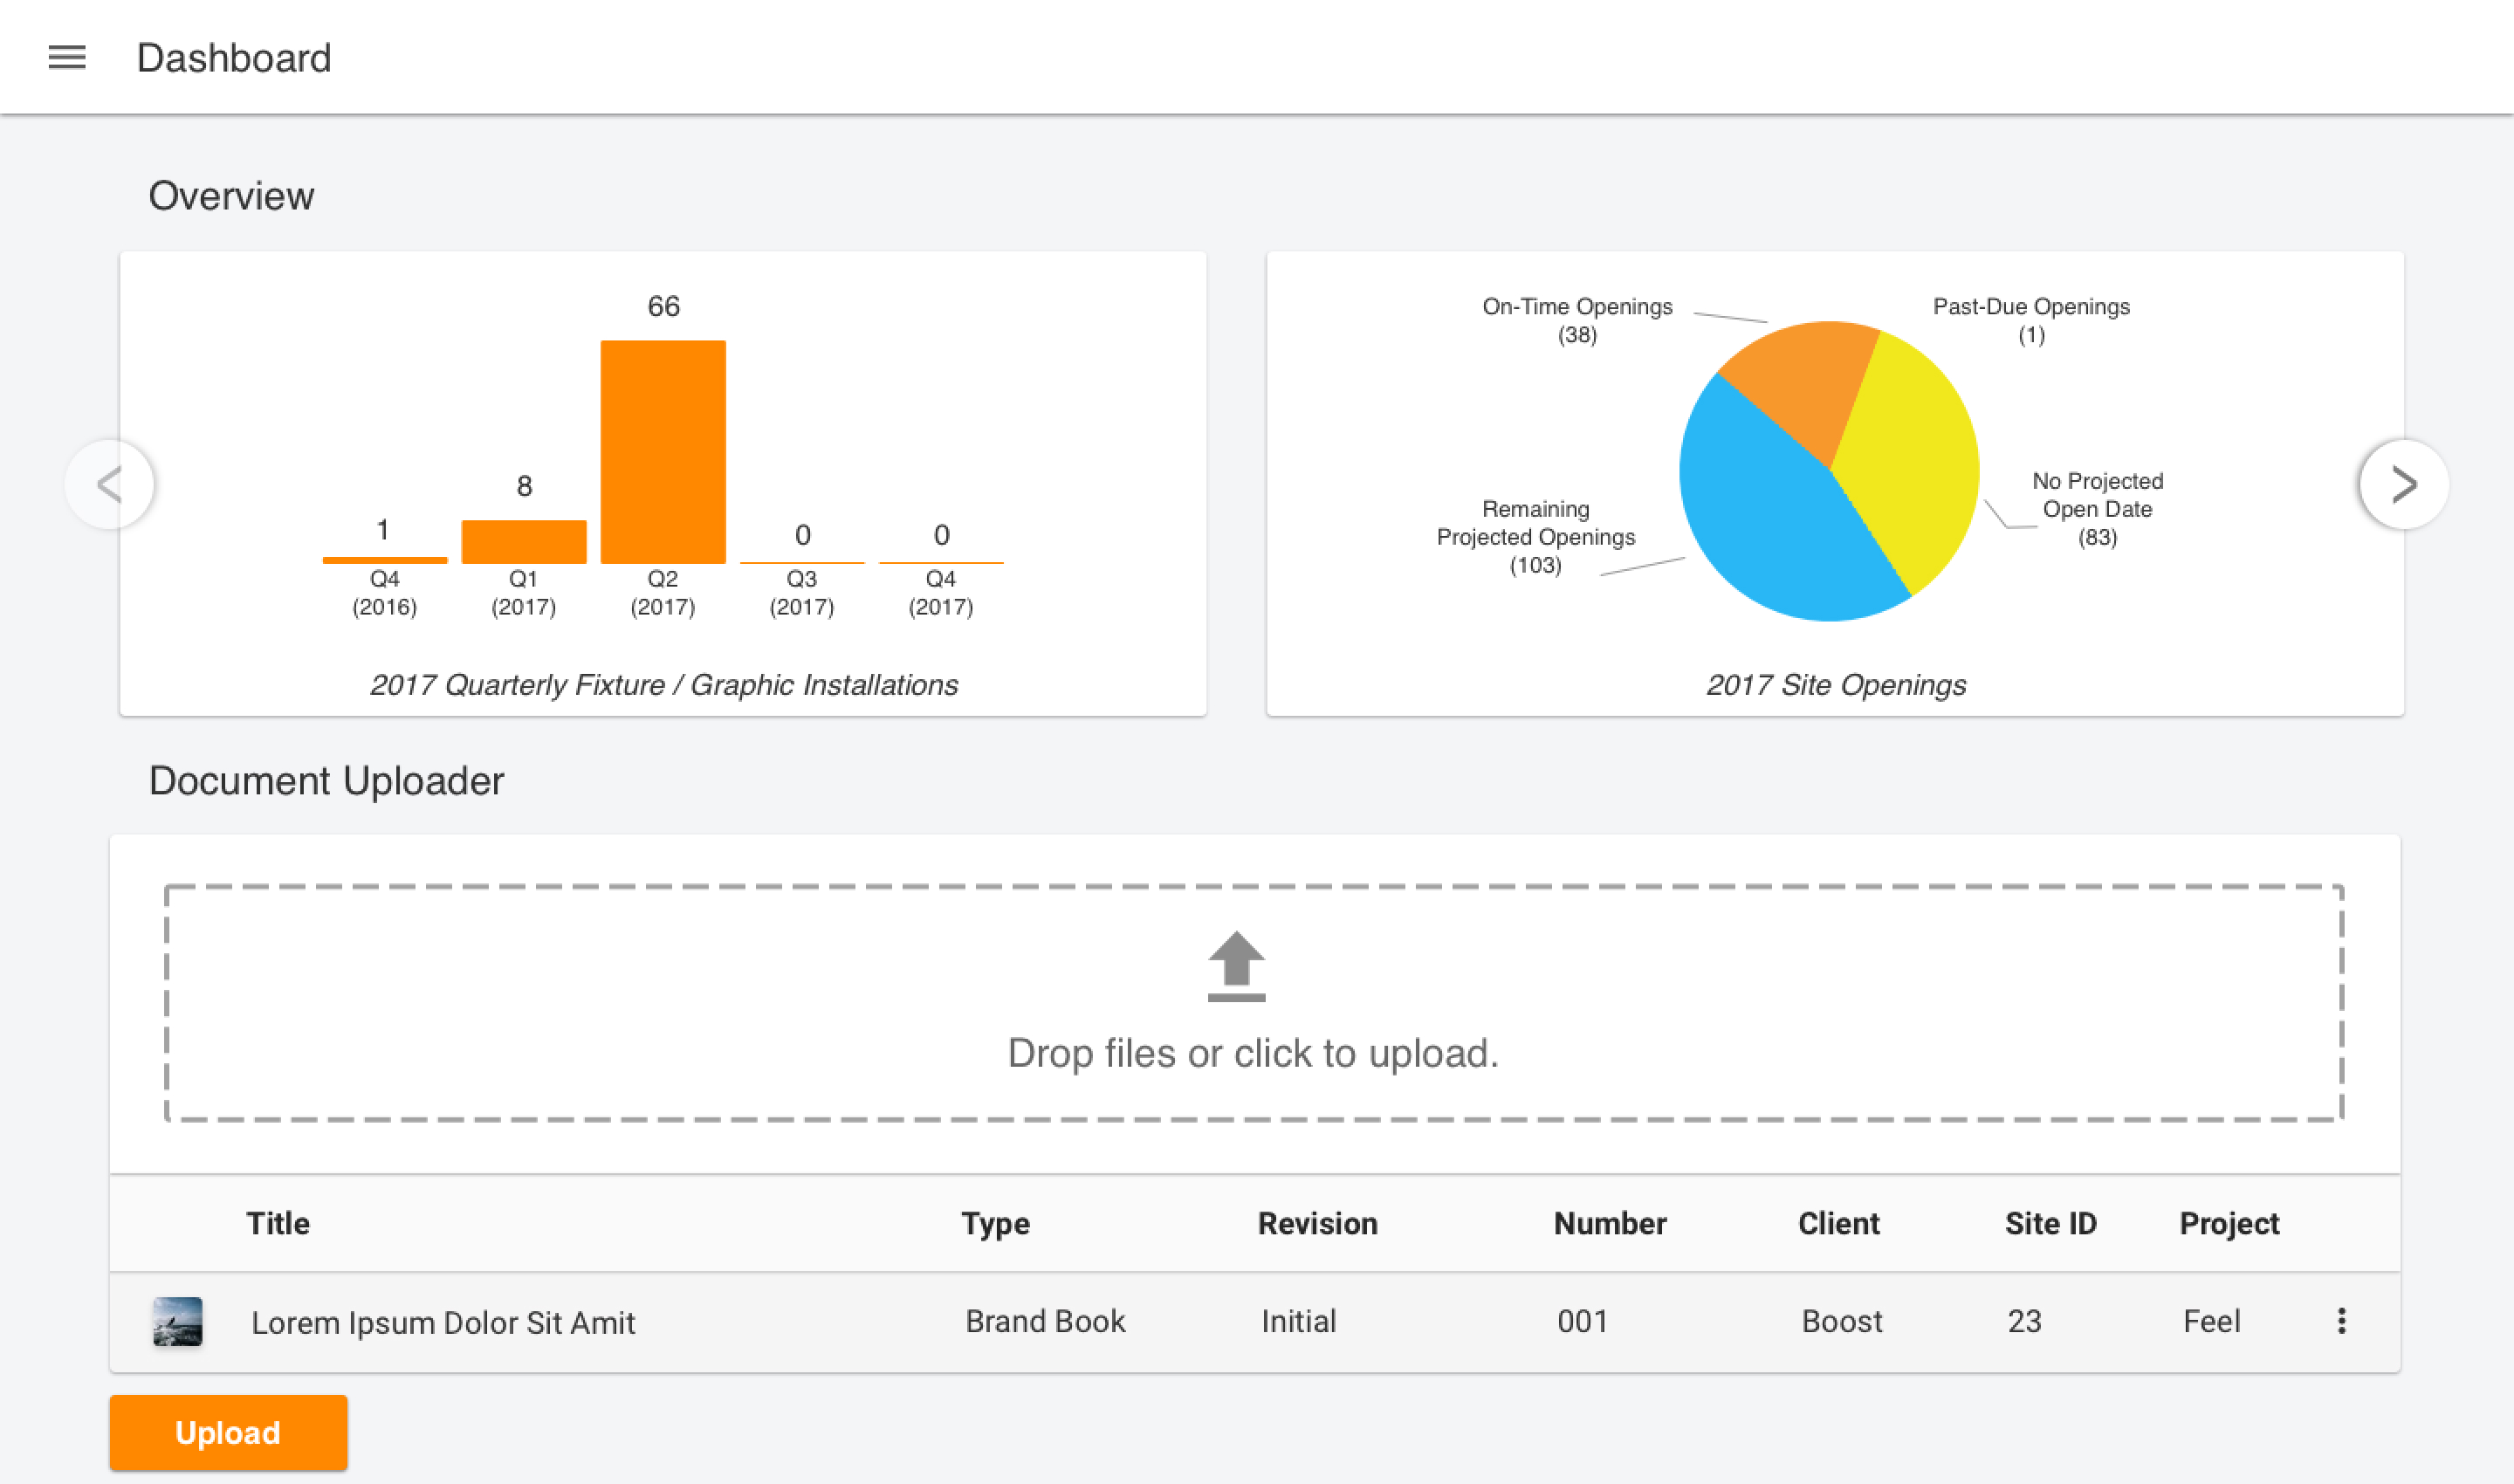 Dashboard
Overview
66
8
1
0
0
Q4
(2016)
Q1
(2017)
Q2
(2017)
Q3
(2017)
Q4
(2017)
2017 Quarterly Fixture / Graphic Installations
On-Time Openings
(38)
Past-Due Openings
(1)
No Projected
Open Date
(83)
Remaining
Projected Openings
(103)
2017 Site Openings
Document Uploader
Drop files or click to upload.
Title Type Revision Number Client Site ID Project
Lorem Ipsum Dolor Sit Amit Brand Book Initial 001 Boost 23 Feel
Upload